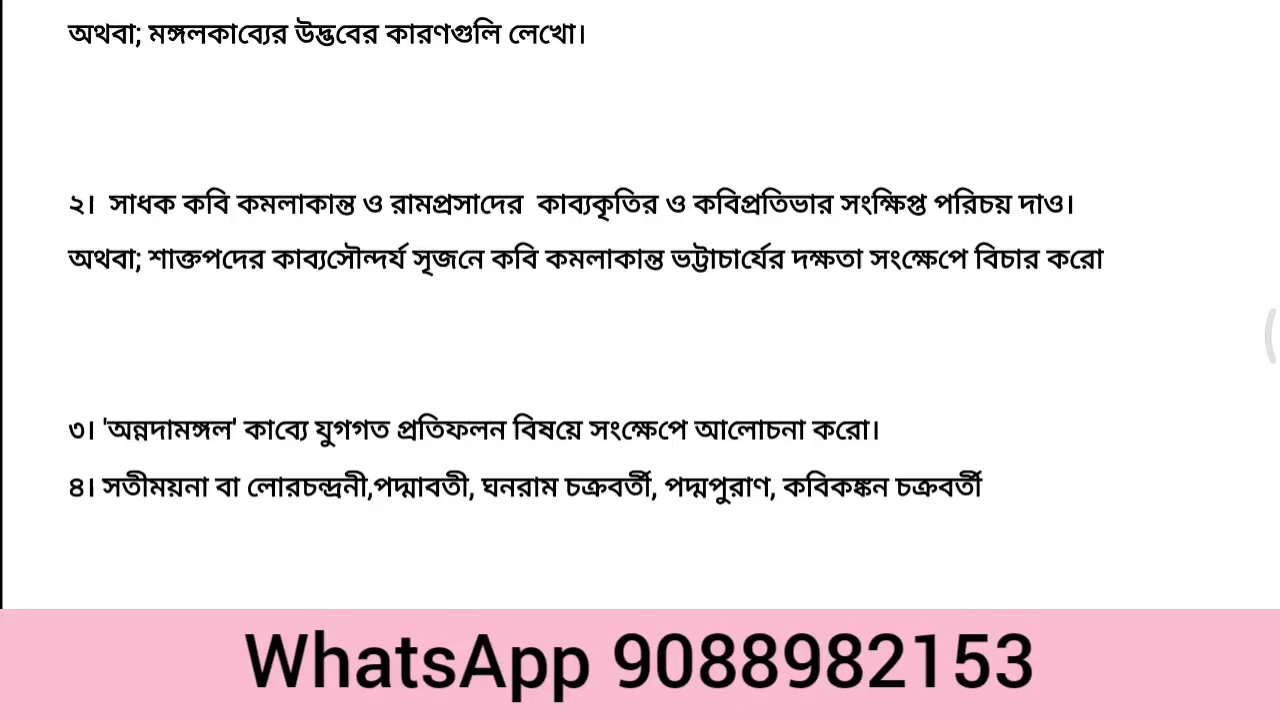 অথবা; মঙ্গলকাব্যের উদ্ভবের কারণগুলি লেখো।
২। সাধক কবি কমলাকান্ত ও রামপ্রসাদের কাব্যকৃতির ও কবিপ্রতিভার সংক্ষিপ্ত পরিচয় দাও।
অথবা; শাক্তপদের কাব্যসৌন্দর্য সৃজনে কবি কমলাকান্ত ভট্টাচার্যের দক্ষতা সংক্ষেপে বিচার করো
৩। 'অন্নদামঙ্গল' কাব্যে যুগগত প্রতিফলন বিষয়ে সংক্ষেপে আলোচনা করো।
৪। সতীময়না বা লোরচন্দ্রনী,পদ্মাবতী, ঘনরাম চক্রবর্তী, পদ্মপুরাণ, কবিকঙ্কন চক্রবর্তী
WhatsApp 9088982153